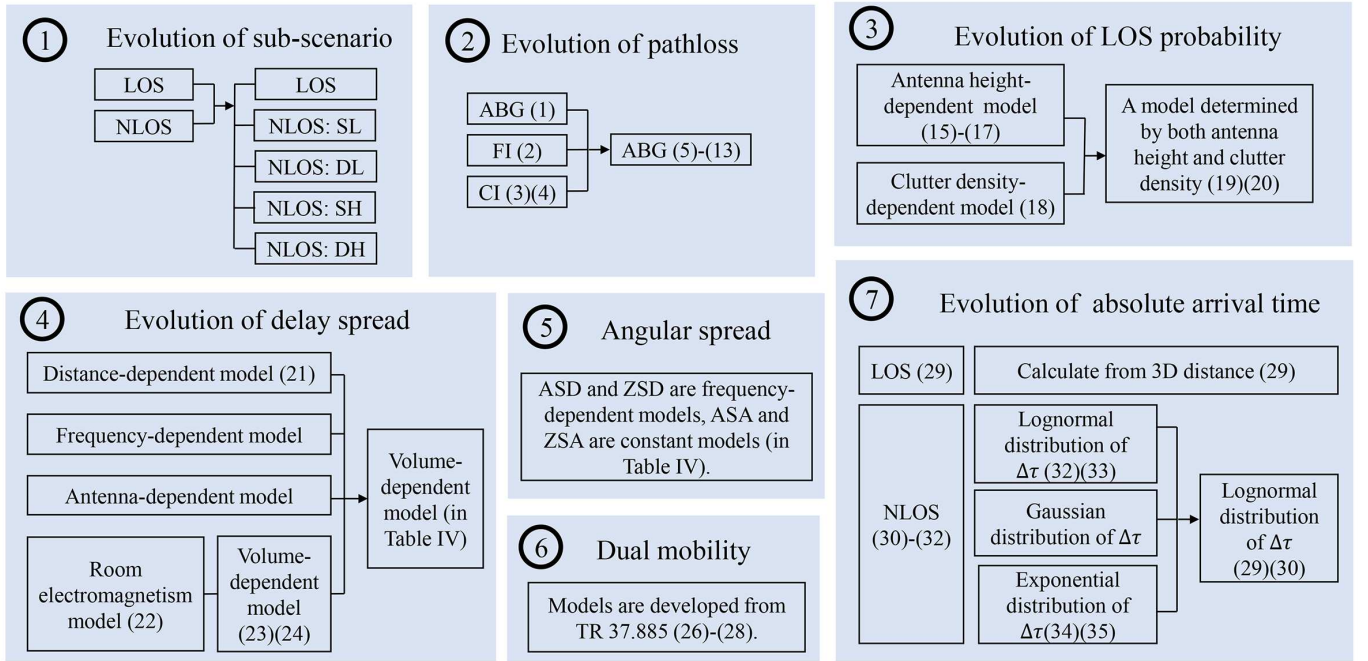 1
Evolution of sub-scenario
LOS
NLOS
LOS
NLOS: SL
NLOS: DL
NLOS: SH
NLOS: DH
2
Evolution of pathloss
ABG (1)
FI (2)
CI (3)(4)
ABG (5)-(13)
3
Evolution of LOS probability
Antenna height-
dependent model
(15)-(17)
Clutter density-
dependent model (18)
A model determined
by both antenna
height and clutter
density (19)(20)
4
Evolution of delay spread
Distance-dependent model (21)
Frequency-dependent model
Antenna-dependent model
Room
electromagnetism
model (22)
Volume-
dependent
model
(23)(24)
Volume-
dependent
model (in
Table IV)
5
Angular spread
ASD and ZSD are frequency-
dependent models, ASA and
ZSA are constant models (in
Table IV).
6
Dual mobility
Models are developed from
TR 37.885 (26)-(28).
7
Evolution of absolute arrival time
LOS (29)
Calculate from 3D distance (29)
NLOS
(30)-(32)
Lognormal
distribution of
Δτ (32)(33)
Gaussian
distribution of Δτ
Exponential
distribution of
Δτ(34)(35)
Lognormal
distribution
of Δτ
(29)(30)